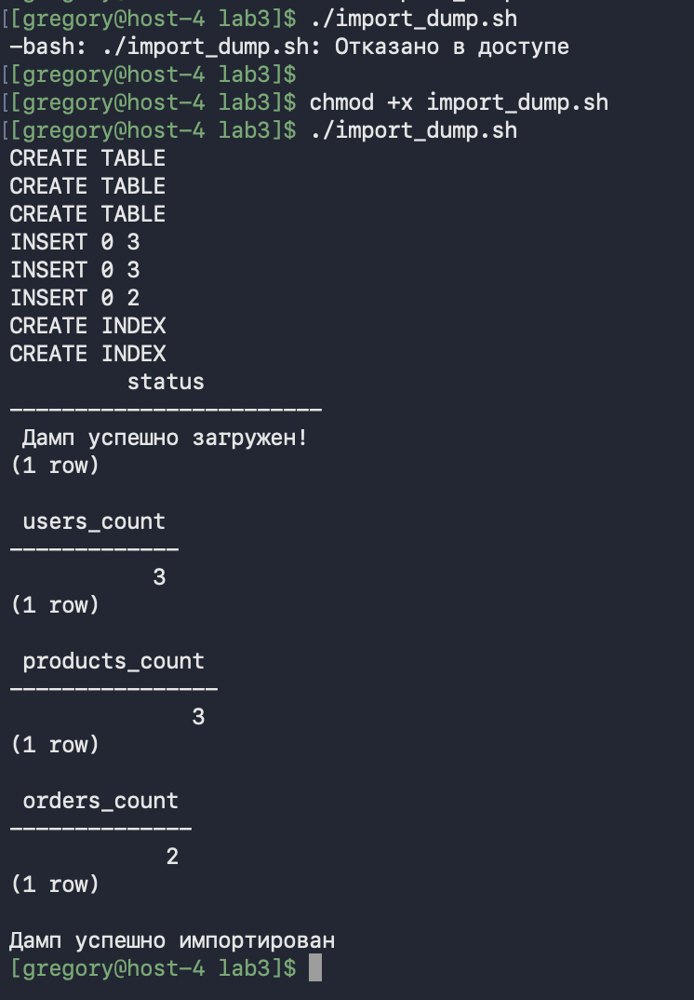 [[gregory@host-4 lab3]$ ./import_dump.sh
-bash: ./import_dump.sh: Отказано в доступе
[[gregory@host-4 lab3]$
[[gregory@host-4 lab3]$ chmod +x import_dump.sh
[[gregory@host-4 lab3]$ ./import_dump.sh
CREATE TABLE
CREATE TABLE
CREATE TABLE
INSERT 0 3
INSERT 0 3
INSERT 0 2
CREATE INDEX
CREATE INDEX
status
------------------------
Дамп успешно загружен!
(1 row)
users_count
-------------
3
(1 row)
products_count
----------------
3
(1 row)
orders_count
--------------
2
(1 row)
Дамп успешно импортирован
[gregory@host-4 lab3]$